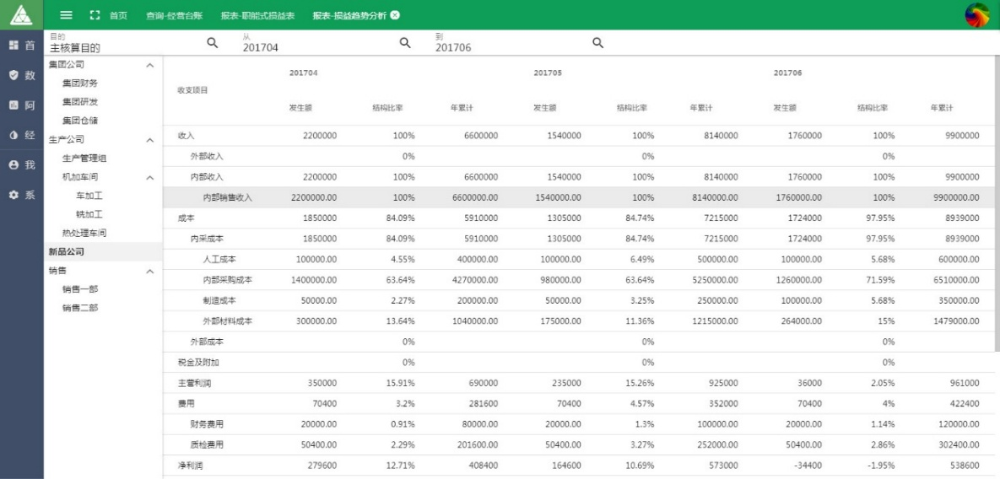 首页 查询-经营台账 报表-职能式损益表 报表-损益趋势分析
目的 从 到
主核算目的 201704 201706
首
数
阿
经
我
系
集团公司
集团财务
集团研发
集团仓储
生产公司
生产管理组
机加车间
车加工
铣加工
热处理车间
新品公司
销售
销售一部
销售二部
201704 201705 201706
收支项目
发生额 结构比率 年累计 发生额 结构比率 年累计 发生额 结构比率 年累计
收入 2200000 100% 6600000 1540000 100% 8140000 1760000 100% 9900000
外部收入 0% 0% 0%
内部收入 2200000 100% 6600000 1540000 100% 8140000 1760000 100% 9900000
内部销售收入 2200000.00 100% 6600000.00 1540000.00 100% 8140000.00 1760000.00 100% 9900000.00
成本 1850000 84.09% 5910000 1305000 84.74% 7215000 1724000 97.95% 8939000
内采成本 1850000 84.09% 5910000 1305000 84.74% 7215000 1724000 97.95% 8939000
人工成本 100000.00 4.55% 400000.00 100000.00 6.49% 500000.00 100000.00 5.68% 600000.00
内部采购成本 1400000.00 63.64% 4270000.00 980000.00 63.64% 5250000.00 1260000.00 71.59% 6510000.00
制造成本 50000.00 2.27% 200000.00 50000.00 3.25% 250000.00 100000.00 5.68% 350000.00
外部材料成本 300000.00 13.64% 1040000.00 175000.00 11.36% 1215000.00 264000.00 15% 1479000.00
外部成本 0% 0% 0%
税金及附加 0% 0% 0%
主营利润 350000 15.91% 690000 235000 15.26% 925000 36000 2.05% 961000
费用 70400 3.2% 281600 70400 4.57% 352000 70400 4% 422400
财务费用 20000.00 0.91% 80000.00 20000.00 1.3% 100000.00 20000.00 1.14% 120000.00
质检费用 50400.00 2.29% 201600.00 50400.00 3.27% 252000.00 50400.00 2.86% 302400.00
净利润 279600 12.71% 408400 164600 10.69% 573000 -34400 -1.95% 538600